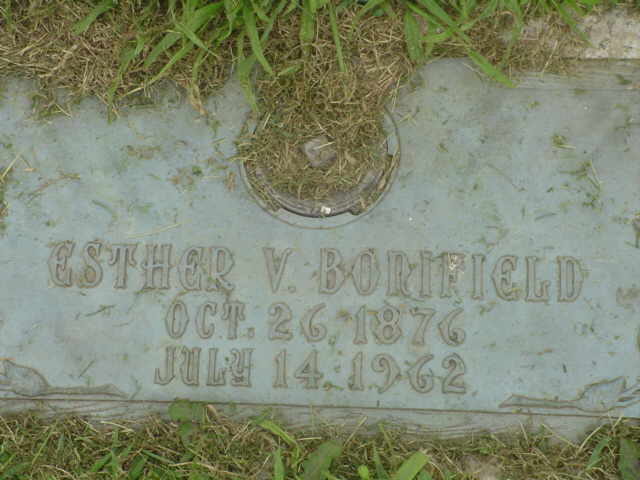 ESTHER V. BONIFIELD
OCT. 26 1876
JULY 14. 1962